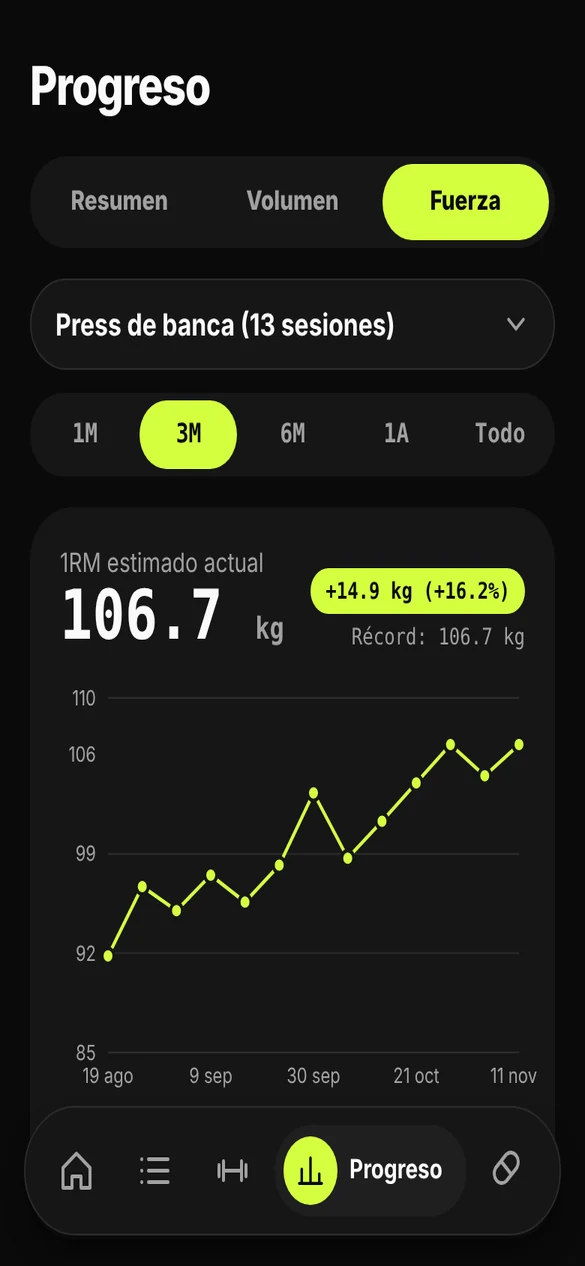 Progreso
Resumen Volumen Fuerza
Press de banca (13 sesiones)
1M 3M 6M 1A Todo
1RM estimado actual
106.7 kg
+14.9 kg (+16.2%)
Récord: 106.7 kg
110
106
99
92
85
19 ago 9 sep 30 sep 21 oct 11 nov
Progreso